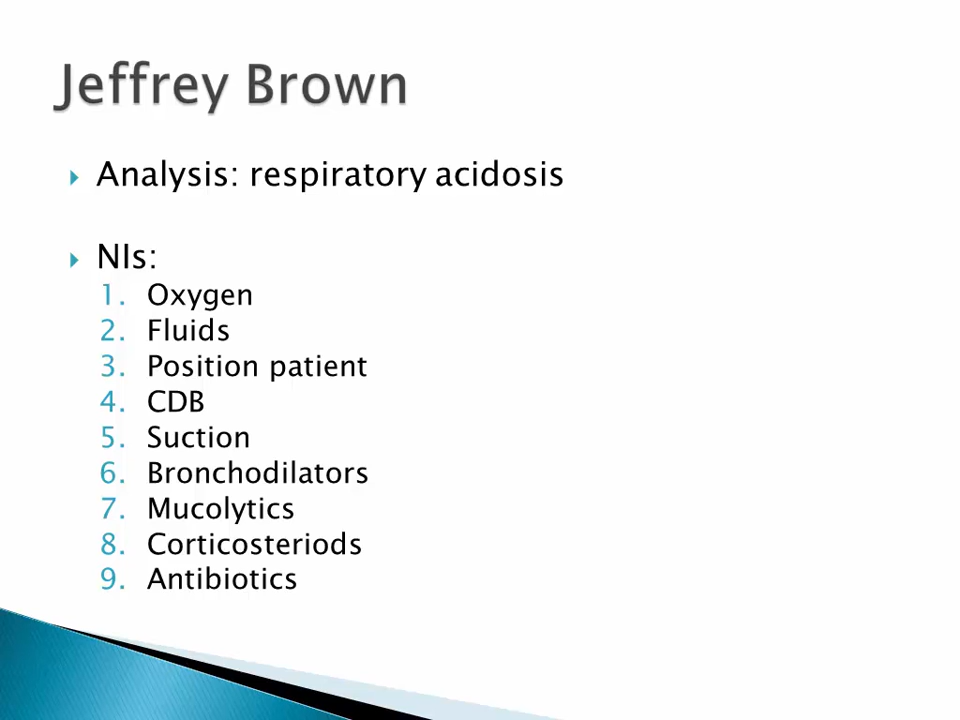 Jeffrey Brown
Analysis: respiratory acidosis
NIs:
1. Oxygen
2. Fluids
3. Position patient
4. CDB
5. Suction
6. Bronchodilators
7. Mucolytics
8. Corticosteriods
9. Antibiotics